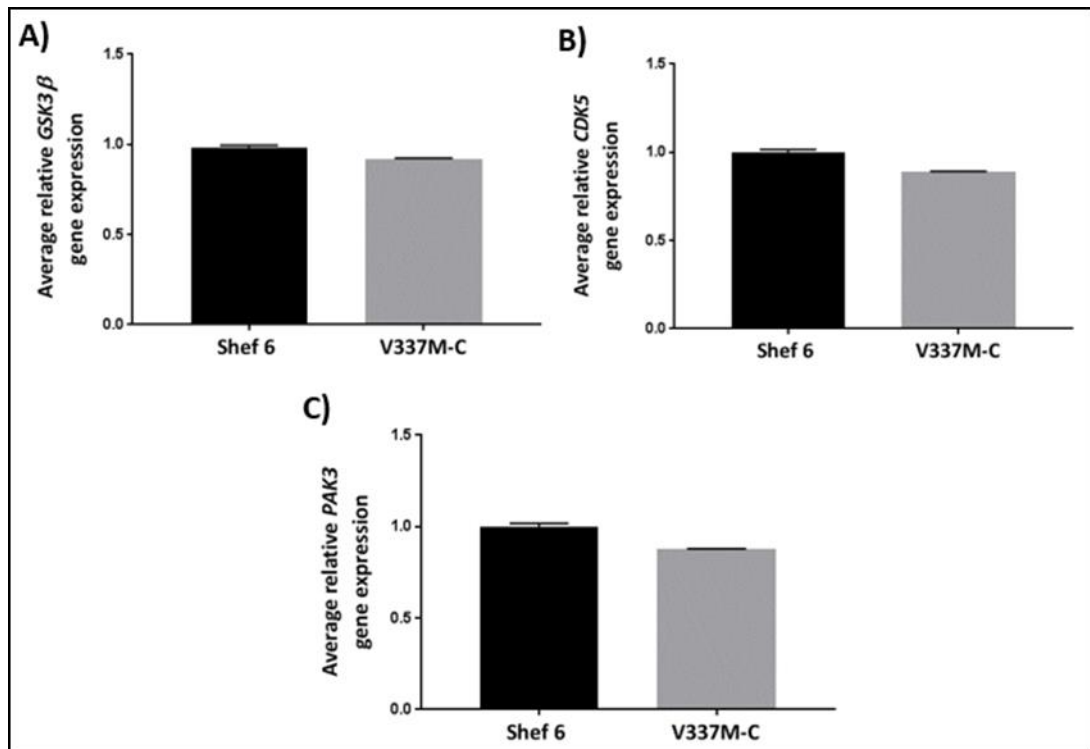 A)
Average relative GSK3β
gene expression
1.5
1.0
0.5
0.0
Shef 6 V337M-C
B)
Average relative CDK5
gene expression
1.5
1.0
0.5
0.0
Shef 6 V337M-C
C)
Average relative PAK3
gene expression
1.5
1.0
0.5
0.0
Shef 6 V337M-C